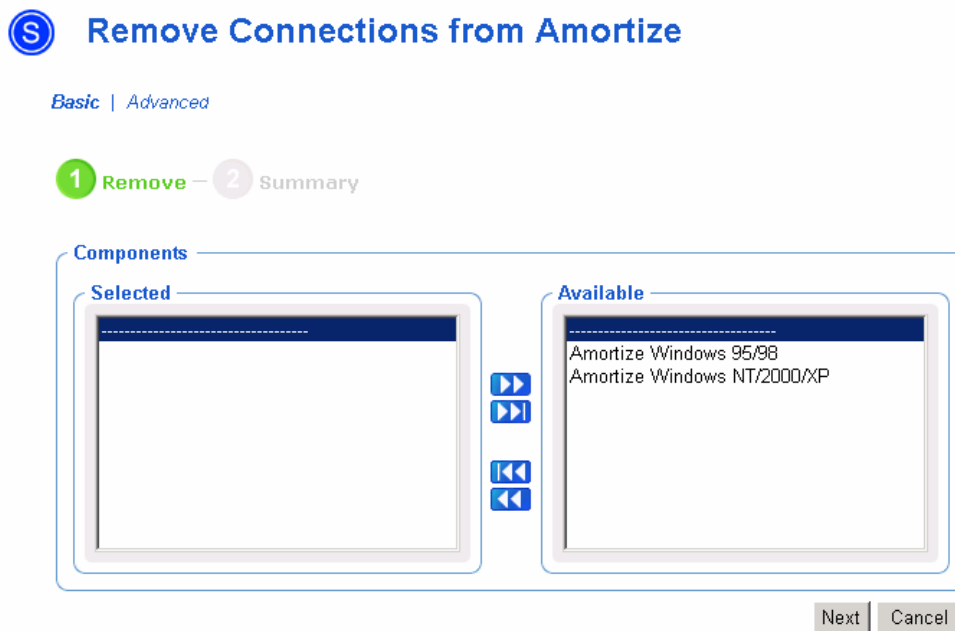 S Remove Connections from Amortize
Basic | Advanced
1 Remove – 2 Summary
Components
Selected
------------------------------------
Available
------------------------------------
Amortize Windows 95/98
Amortize Windows NT/2000/XP
Next Cancel